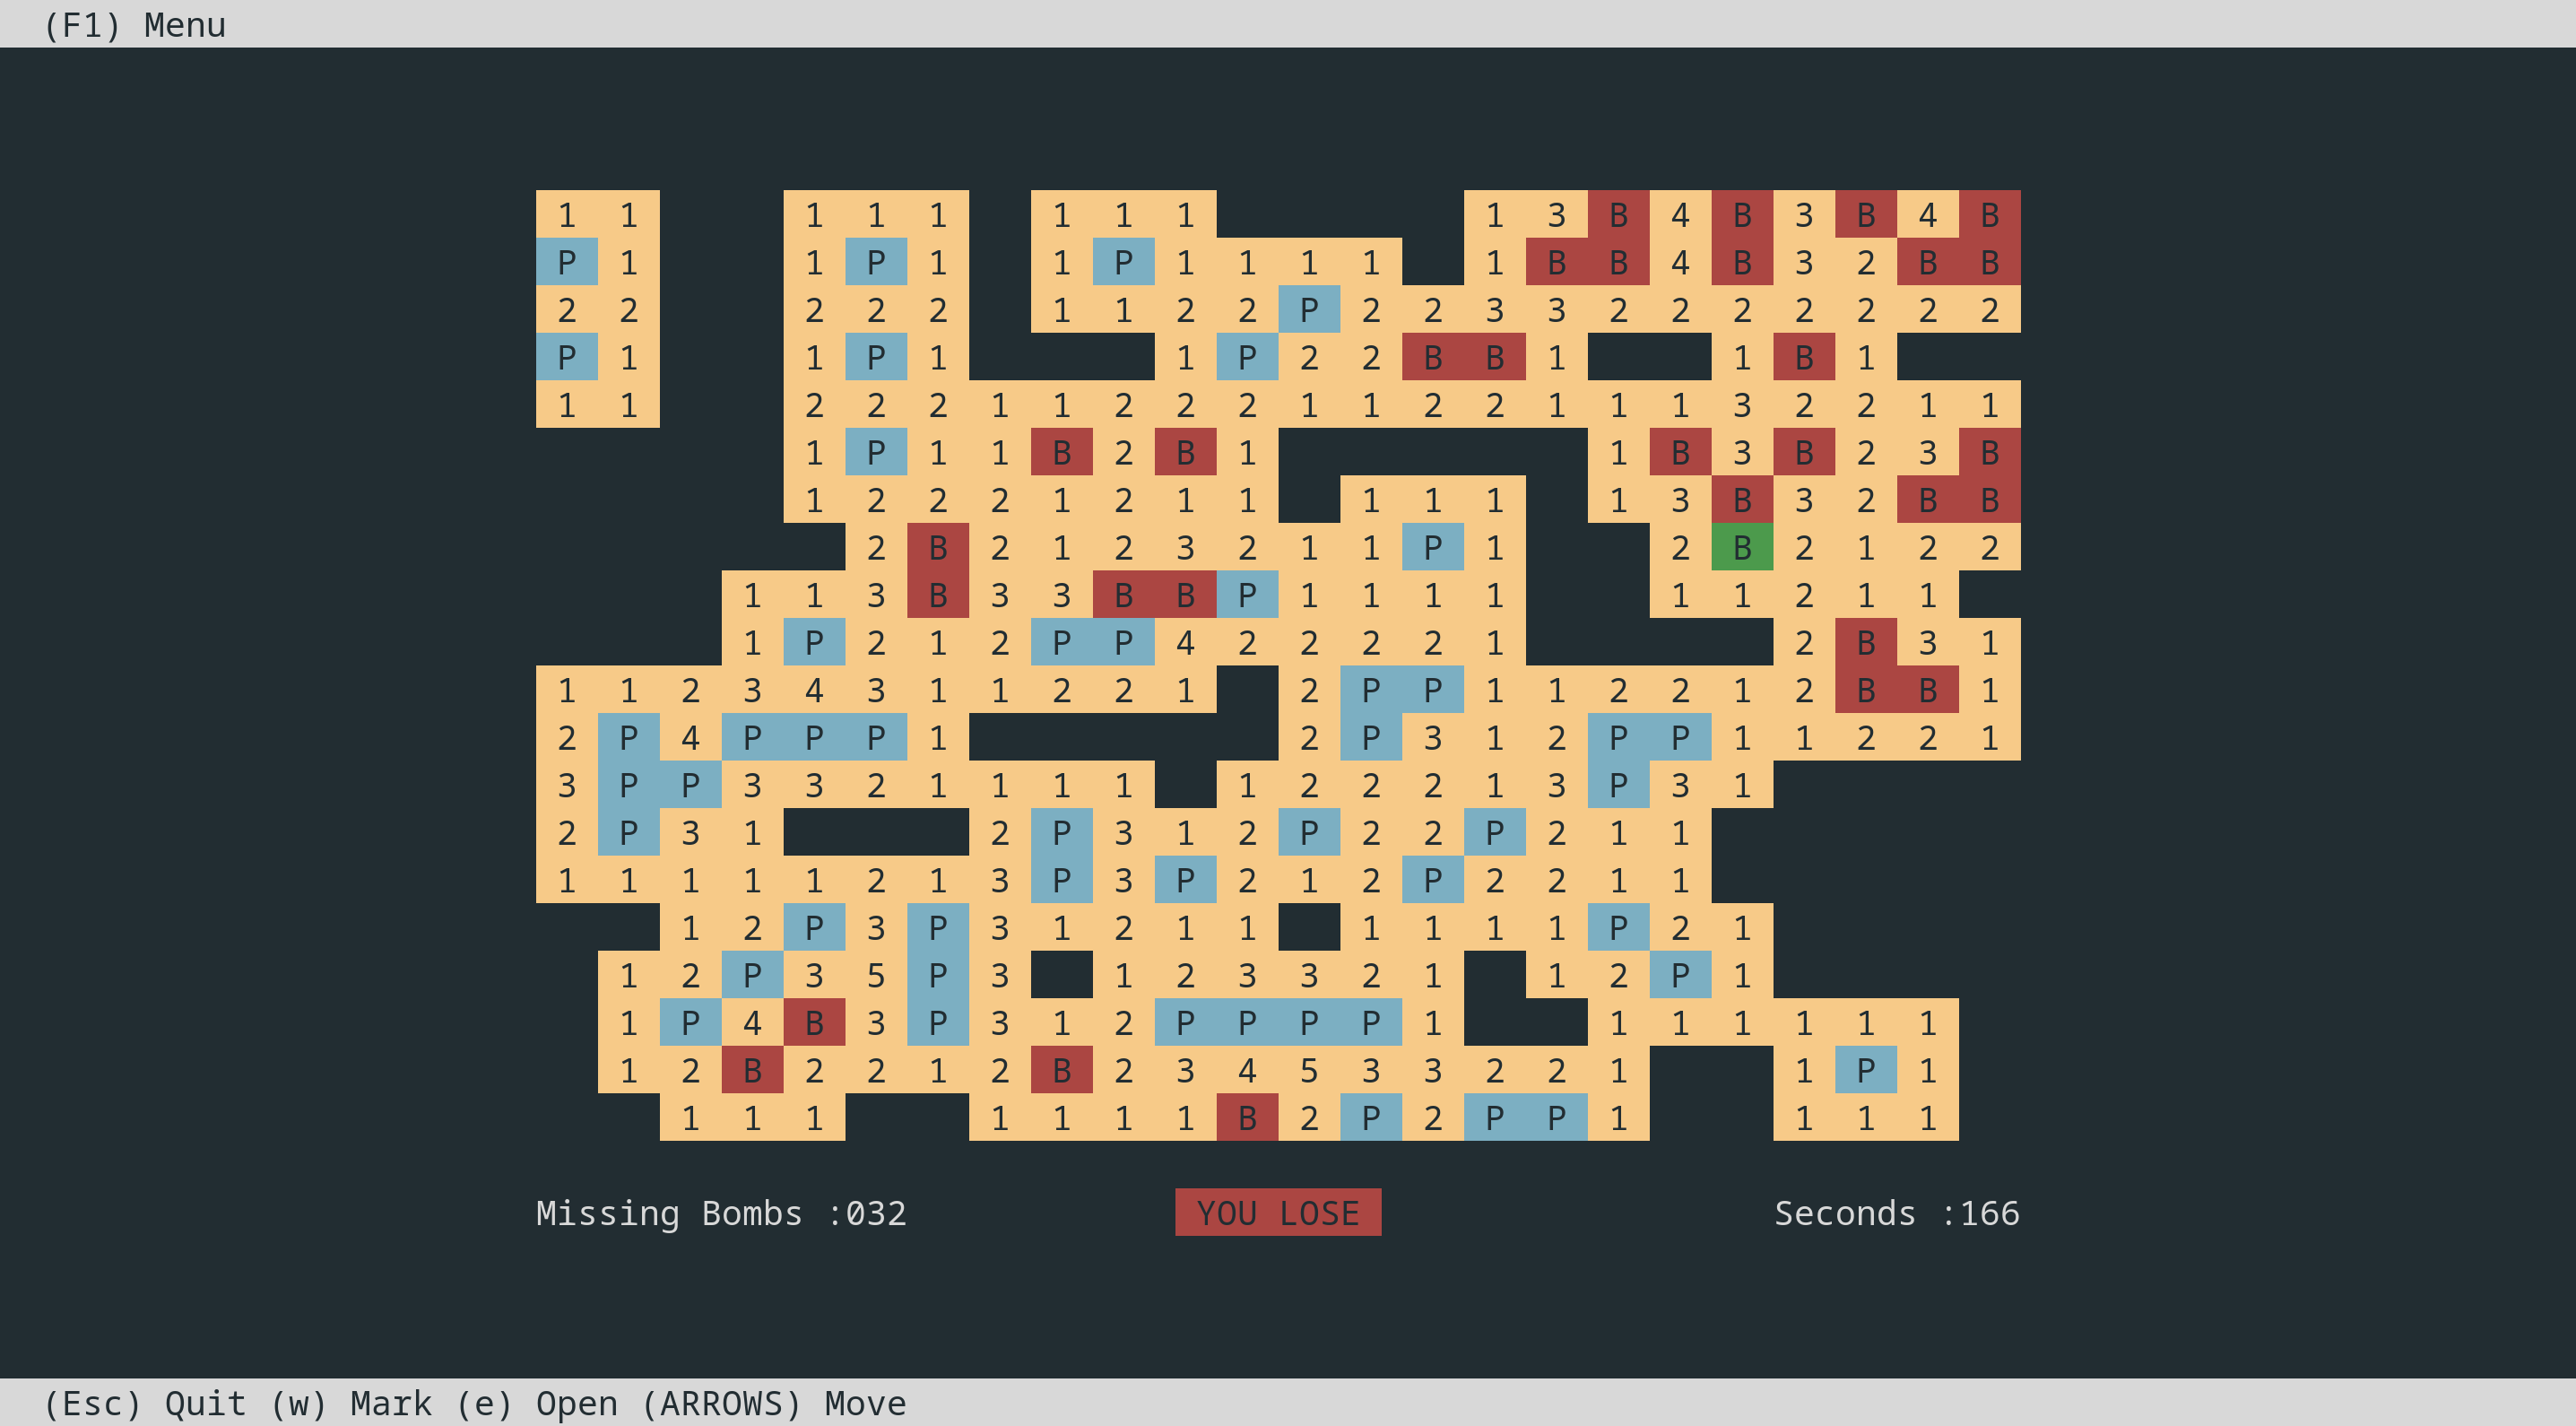 (F1) Menu
1 1 1 1 1 1 1 1 1 3 B 4 B 3 B 4 B
P 1 1 P 1 1 P 1 1 1 1 1 B B 4 B 3 2 B B
2 2 2 2 2 1 1 2 2 P 2 2 3 3 2 2 2 2 2 2 2
P 1 1 P 1 1 P 2 2 B B 1 1 B 1
1 1 2 2 2 1 1 2 2 2 1 1 2 2 1 1 1 3 2 2 1 1
1 P 1 1 B 2 B 1 1 B 3 B 2 3 B
1 2 2 2 1 2 1 1 1 1 1 1 3 B 3 2 B B
2 B 2 1 2 3 2 1 1 P 1 2 B 2 1 2 2
1 1 3 B 3 3 B B P 1 1 1 1 1 1 2 1 1
1 P 2 1 2 P P 4 2 2 2 2 1 2 B 3 1
1 1 2 3 4 3 1 1 2 2 1 2 P P 1 1 2 2 1 2 B B 1
2 P 4 P P P 1 2 P 3 1 2 P P 1 1 2 2 1
3 P P 3 3 2 1 1 1 1 1 2 2 2 1 3 P 3 1
2 P 3 1 2 P 3 1 2 P 2 2 P 2 1 1
1 1 1 1 1 2 1 3 P 3 P 2 1 2 P 2 2 1 1
1 2 P 3 P 3 1 2 1 1 1 1 1 1 P 2 1
1 2 P 3 5 P 3 1 2 3 3 2 1 1 2 P 1
1 P 4 B 3 P 3 1 2 P P P P 1 1 1 1 1 1 1
1 2 B 2 2 1 2 B 2 3 4 5 3 3 2 2 1 1 P 1
1 1 1 1 1 1 1 B 2 P 2 P P 1 1 1 1
Missing Bombs :032 YOU LOSE Seconds :166
(Esc) Quit (w) Mark (e) Open (ARROWS) Move